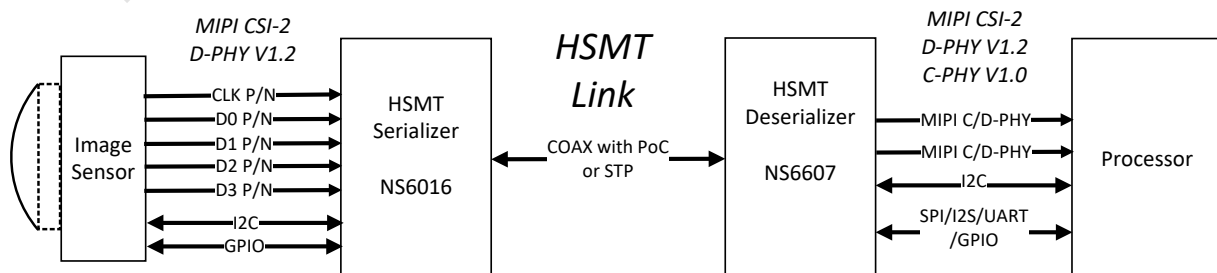 MIPI CSI-2
D-PHY V1.2
HSMT
Link
MIPI CSI-2
D-PHY V1.2
C-PHY V1.0
Image
Sensor
CLK P/N
D0 P/N
D1 P/N
D2 P/N
D3 P/N
I2C
GPIO
HSMT
Serializer
NS6016
COAX with PoC
or STP
HSMT
Deserializer
NS6607
MIPI C/D-PHY
MIPI C/D-PHY
I2C
SPI/I2S/UART
/GPIO
Processor